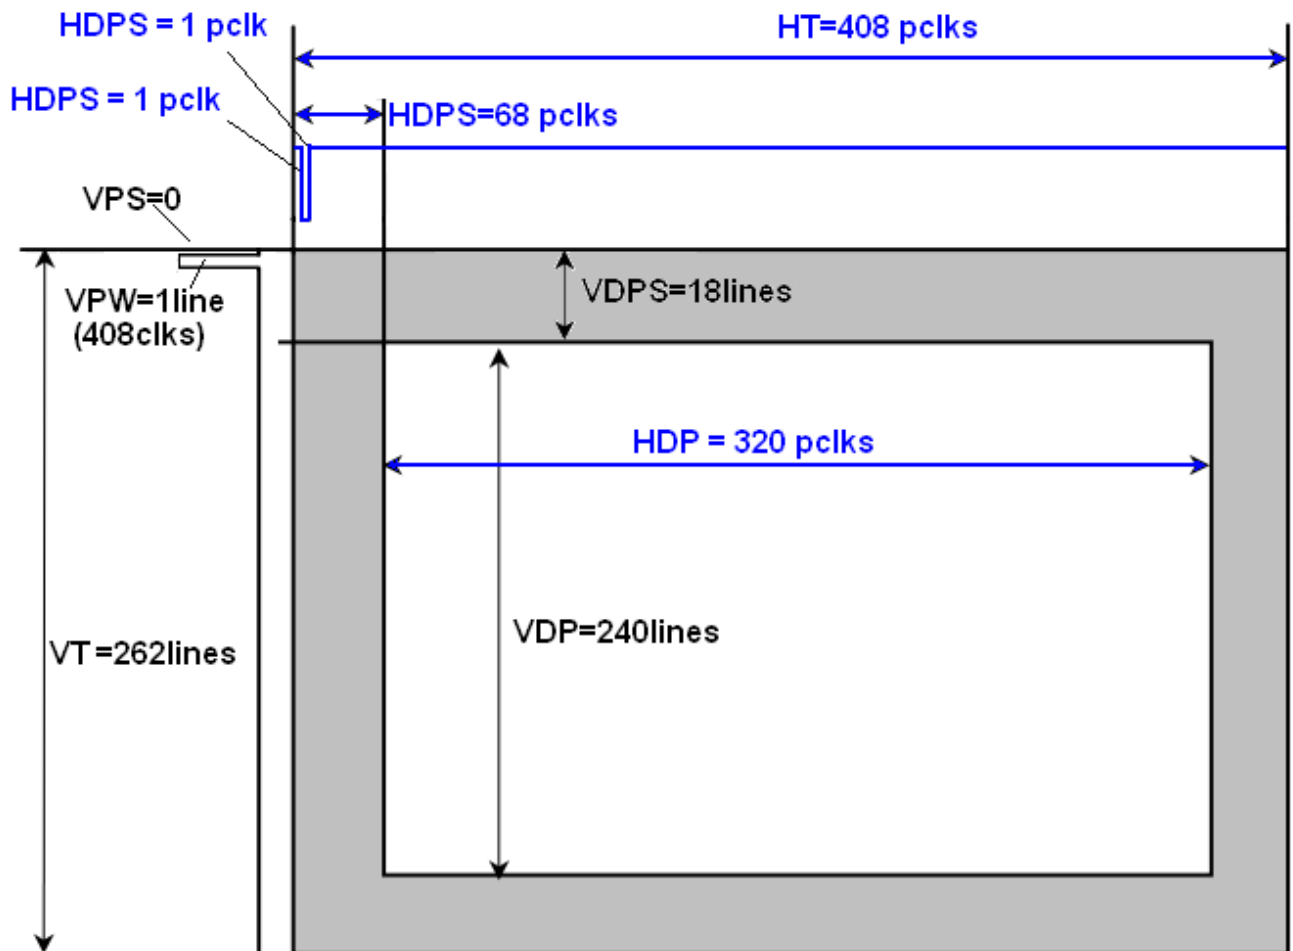 HDPS = 1 pclk
HT=408 pclks
HDPS = 1 pclk
HDPS=68 pclks
VPS=0
VPW=1line
(408clks)
VDPS=18lines
HDP = 320 pclks
VDP=240lines
VT=262lines